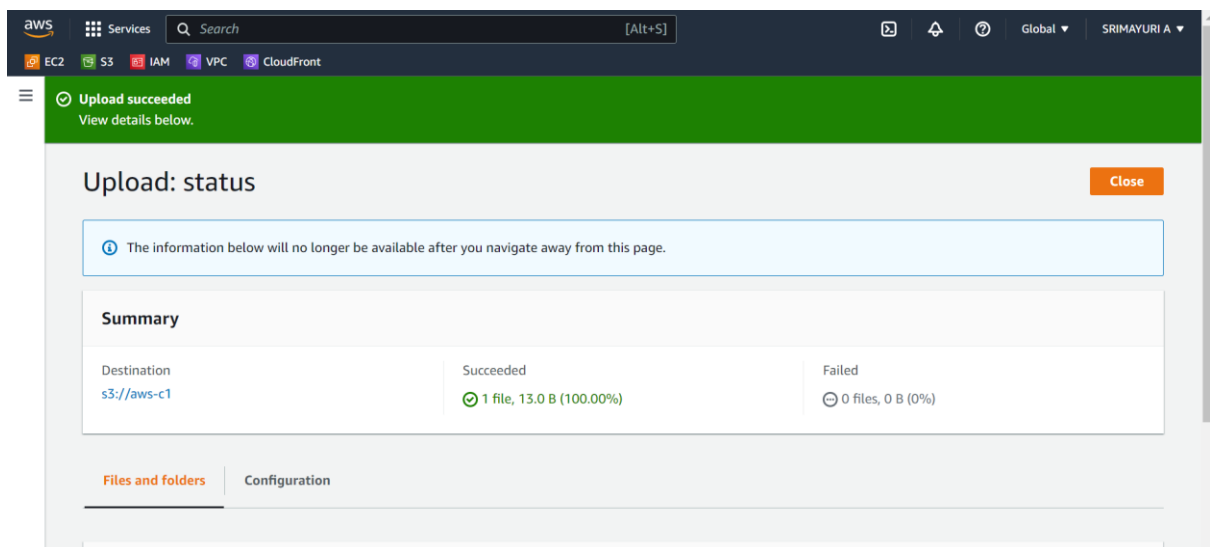 aws Services Search [Alt+S] Global ▼ SRIMAYURI A ▼
EC2 S3 IAM VPC CloudFront
Upload succeeded
View details below.
Upload: status Close
The information below will no longer be available after you navigate away from this page.
Summary
Destination Succeeded Failed
s3://aws-c1 1 file, 13.0 B (100.00%) 0 files, 0 B (0%)
Files and folders Configuration